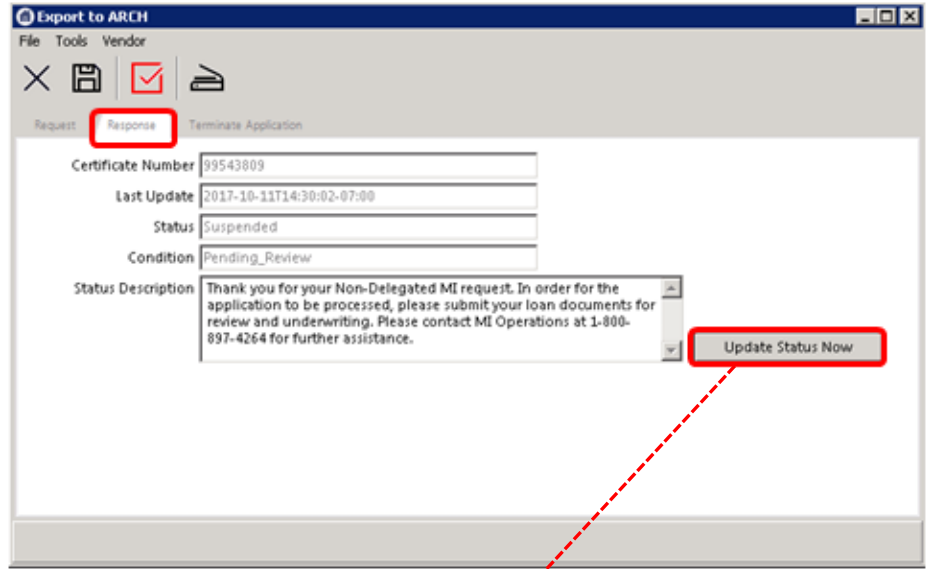 Export to ARCH
File Tools Vendor
Request Response Terminate Application
Certificate Number 99543809
Last Update 2017-10-11T14:30:02-07:00
Status Suspended
Condition Pending_Review
Status Description Thank you for your Non-Delegated MI request. In order for the
application to be processed, please submit your loan documents for
review and underwriting. Please contact MI Operations at 1-800-
897-4264 for further assistance.
Update Status Now